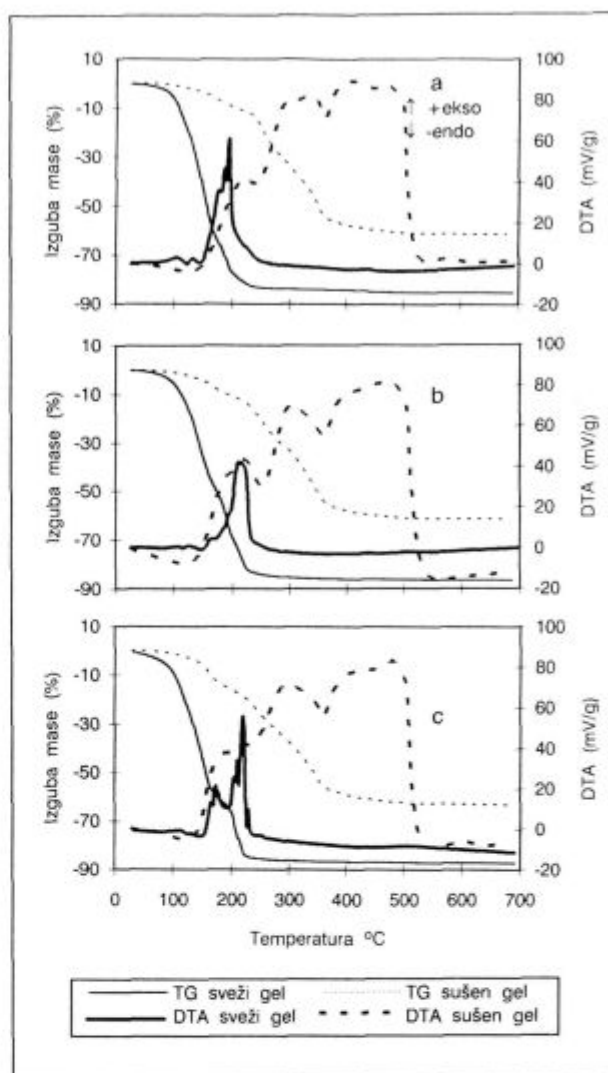 10
-10
-30
-50
-70
-90
Izguba mase (%)
a
+ekso
-endo
100
80
60
40
20
0
-20
DTA (mV/g)
10
-10
-30
-50
-70
-90
Izguba mase (%)
b
100
80
60
40
20
0
-20
DTA (mV/g)
10
-10
-30
-50
-70
-90
Izguba mase (%)
c
100
80
60
40
20
0
-20
DTA (mV/g)
0 100 200 300 400 500 600 700
Temperatura °C
TG sveži gel TG sušen gel
DTA sveži gel DTA sušen gel